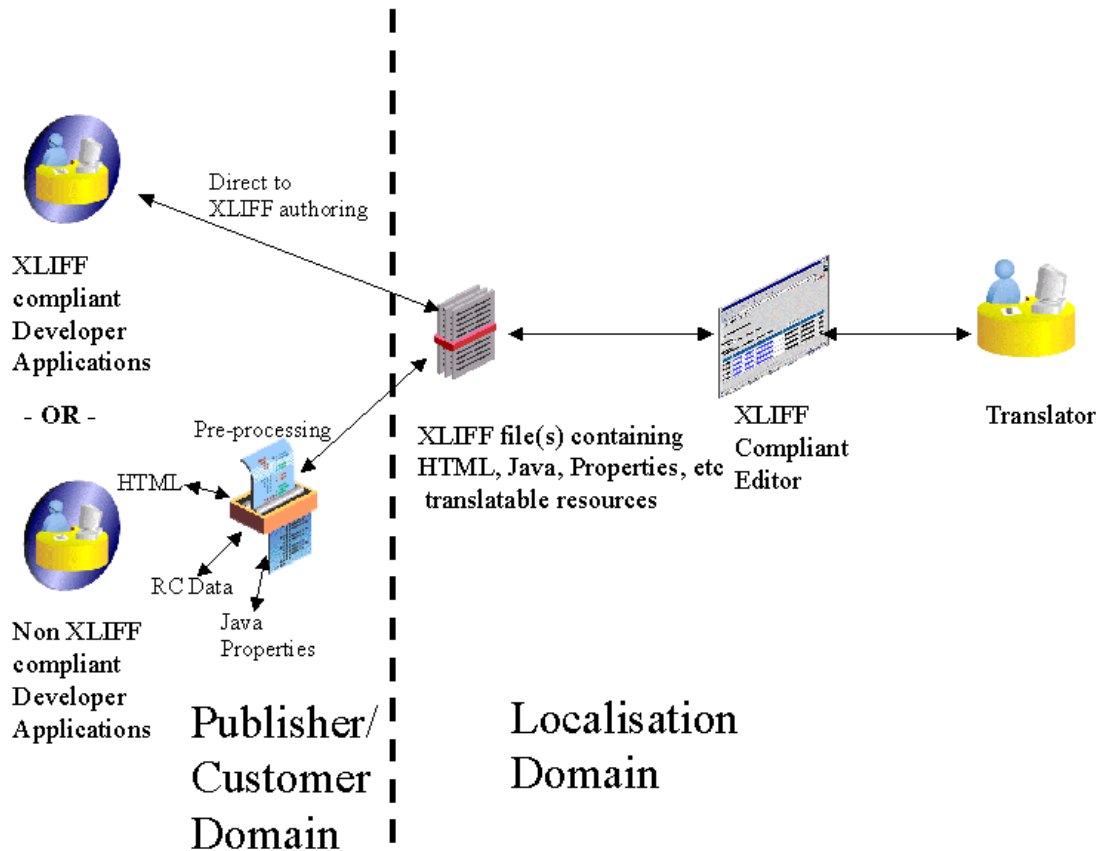 Direct to
XLIFF authoring
XLIFF
compliant
Developer
Applications
- OR -
Pre-processing
HTML
RC Data
Java
Properties
Non XLIFF
compliant
Developer
Applications
XLIFF file(s) containing
HTML, Java, Properties, etc
translatable resources
XLIFF
Compliant
Editor
Translator
Publisher/
Customer
Domain
Localisation
Domain